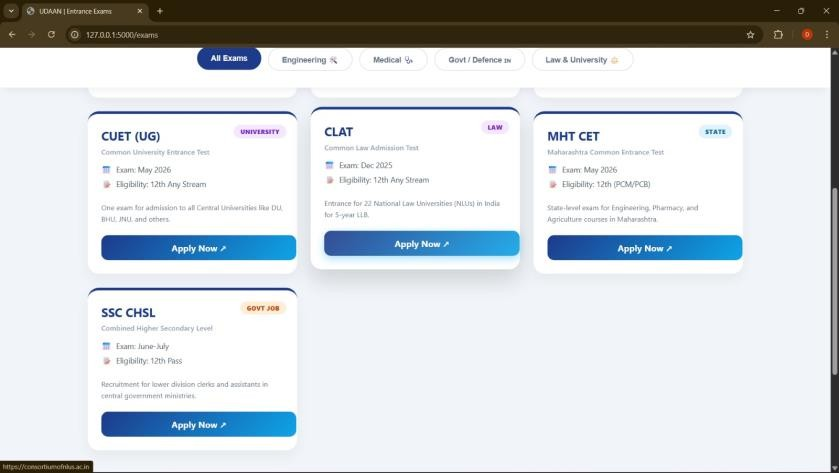 UDAAN | Entrance Exams
127.0.0.1:5000/exams
D
All Exams
Engineering
Medical
Govt / Defence IN
Law & University
CUET (UG)
UNIVERSITY
Common University Entrance Test
Exam: May 2026
Eligibility: 12th Any Stream
One exam for admission to all Central Universities like DU,
BHU, JNU, and others.
Apply Now ↗
CLAT
LAW
Common Law Admission Test
Exam: Dec 2025
Eligibility: 12th Any Stream
Entrance for 22 National Law Universities (NLUs) in India
for 5-year LLB.
Apply Now ↗
MHT CET
STATE
Maharashtra Common Entrance Test
Exam: May 2026
Eligibility: 12th (PCM/PCB)
State-level exam for Engineering, Pharmacy, and
Agriculture courses in Maharashtra.
Apply Now ↗
SSC CHSL
GOVT JOB
Combined Higher Secondary Level
Exam: June-July
Eligibility: 12th Pass
Recruitment for lower division clerks and assistants in
central government ministries.
Apply Now ↗
https://consortiumofnlus.ac.in